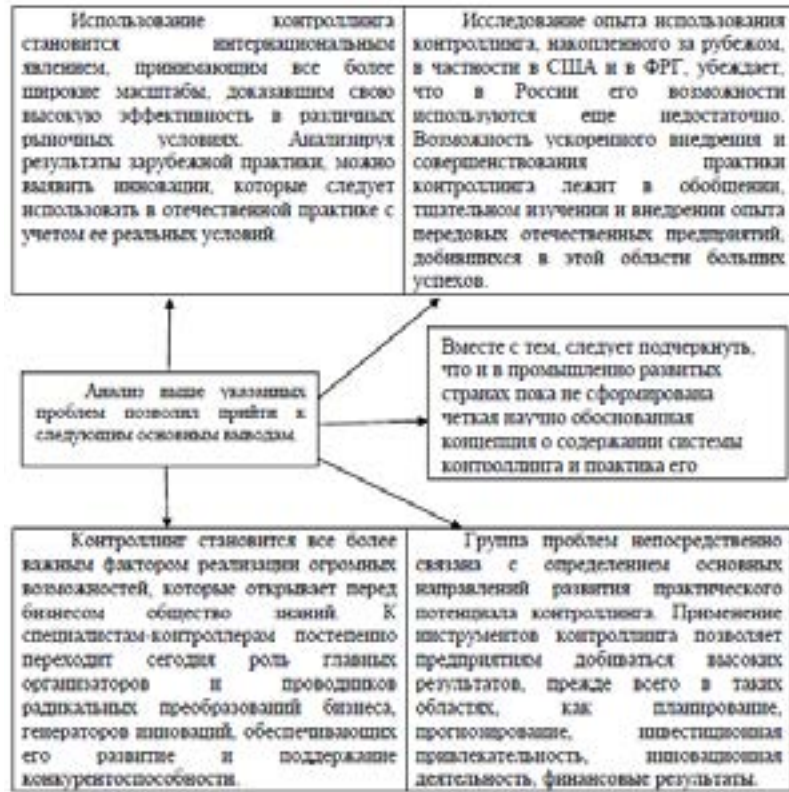 Использование контроллинга
становится интернациональным
явлением, принимающим все более
широкие масштабы, доказавшим свою
высокую эффективность в различных
рыночных условиях. Анализируя
результаты зарубежной практики, можно
выявить инновации, которые следует
использовать в отечественной практике с
учетом ее реальных условий.
Исследование опыта использования
контроллинга, накопленного за рубежом,
в частности в США и в ФРГ, убеждает,
что в России его возможности
используются еще недостаточно.
Возможность ускоренного внедрения и
совершенствования практики
контроллинга лежит в обобщении,
тщательном изучении и внедрении опыта
передовых отечественных предприятий,
добившихся в этой области больших
успехов.
Анализ выше указанных
проблем позволил прийти к
следующим основным выводам.
Вместе с тем, следует подчеркнуть,
что и в промышленно развитых
странах пока не сформирована
четкая научно обоснованная
концепция о содержании системы
контроллинга и практика его
Контроллинг становится все более
важным фактором реализации огромных
возможностей, которые открывает перед
бизнесом общество знаний. К
специалистам-контроллерам постепенно
переходит сегодня роль главных
организаторов и проводников
радикальных преобразований бизнеса,
генераторов инноваций, обеспечивающих
его развитие и поддержание
конкурентоспособности.
Группа проблем непосредственно
связана с определением основных
направлений развития практического
потенциала контроллинга. Применение
инструментов контроллинга позволяет
предприятиям добиваться высоких
результатов, прежде всего в таких
областях, как планирование,
прогнозирование, инвестиционная
привлекательность, инновационная
деятельность, финансовые результаты.